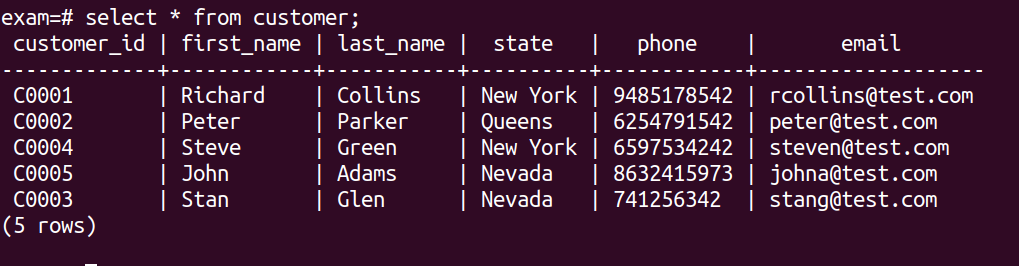 exam=# select * from customer;
 customer_id | first_name | last_name |  state   |   phone    |       email
-------------+------------+-----------+----------+------------+-------------------
 C0001       | Richard    | Collins   | New York | 9485178542 | rcollins@test.com
 C0002       | Peter      | Parker    | Queens   | 6254791542 | peter@test.com
 C0004       | Steve      | Green     | New York | 6597534242 | steven@test.com
 C0005       | John       | Adams     | Nevada   | 8632415973 | johna@test.com
 C0003       | Stan       | Glen      | Nevada   | 741256342  | stang@test.com
(5 rows)